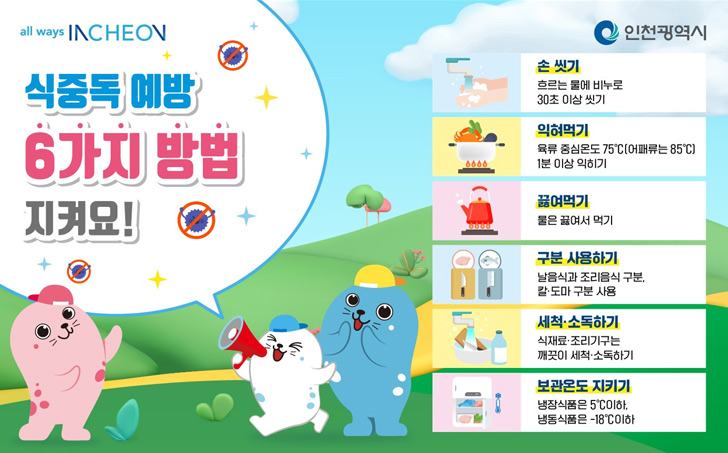 all ways INCHEON
인천광역시
식중독 예방
6가지 방법
지켜요!
손 씻기
흐르는 물에 비누로
30초 이상 씻기
익혀먹기
육류 중심온도 75℃(어패류는 85℃)
1분 이상 익히기
끓여먹기
물은 끓여서 먹기
구분 사용하기
날음식과 조리음식 구분,
칼·도마 구분 사용
세척·소독하기
식재료·조리기구는
깨끗이 세척·소독하기
보관온도 지키기
냉장식품은 5℃이하,
냉동식품은 -18℃이하